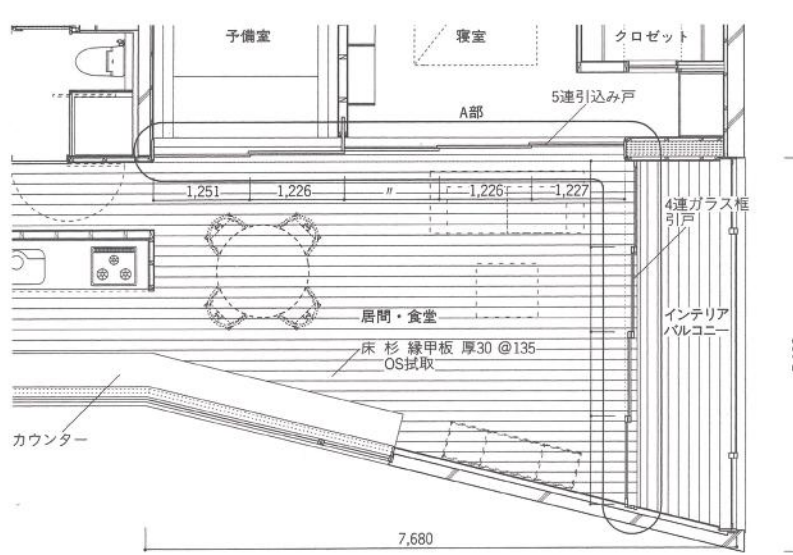 予備室
寝室
クロゼット
A部
5連引込み戸
1,251
1,226
〃
1,226
1,227
4連ガラス框
引戸
居間・食堂
インテリア
バルコニー
床 杉 縁甲板 厚30 @135
OS拭取
カウンター
7,680